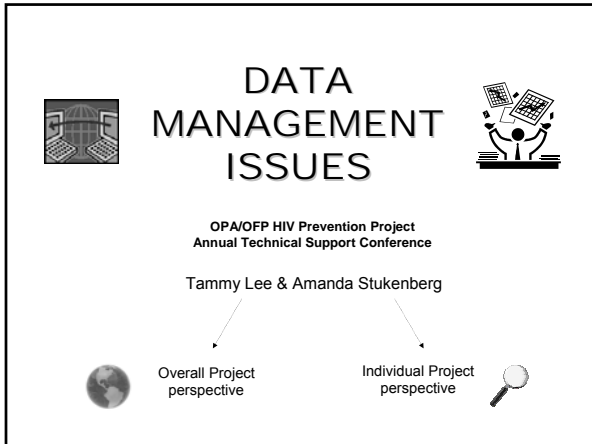 DATA
MANAGEMENT
ISSUES
OPA/OFP HIV Prevention Project
Annual Technical Support Conference
Tammy Lee & Amanda Stukenberg
Overall Project
perspective
Individual Project
perspective